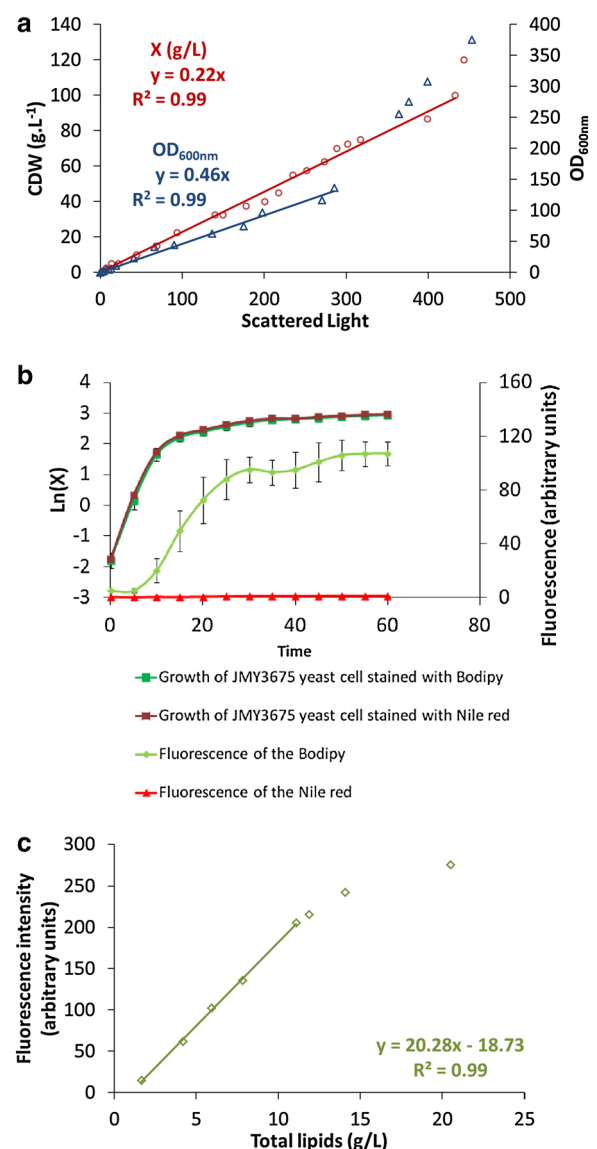 a
140
120
100
80
60
40
20
0
CDW (g.L⁻¹)
X (g/L)
y = 0.22x
R² = 0.99
OD600nm
y = 0.46x
R² = 0.99
400
350
300
250
200
150
100
50
0
OD600nm
0 100 200 300 400 500
Scattered Light
b
4
3
2
1
0
-1
-2
-3
Ln(X)
160
120
80
40
0
Fluorescence (arbitrary units)
0 20 40 60 80
Time
Growth of JMY3675 yeast cell stained with Bodipy
Growth of JMY3675 yeast cell stained with Nile red
Fluorescence of the Bodipy
Fluorescence of the Nile red
c
300
250
200
150
100
50
0
Fluorescence intensity
(arbitrary units)
y = 20.28x - 18.73
R² = 0.99
0 5 10 15 20 25
Total lipids (g/L)